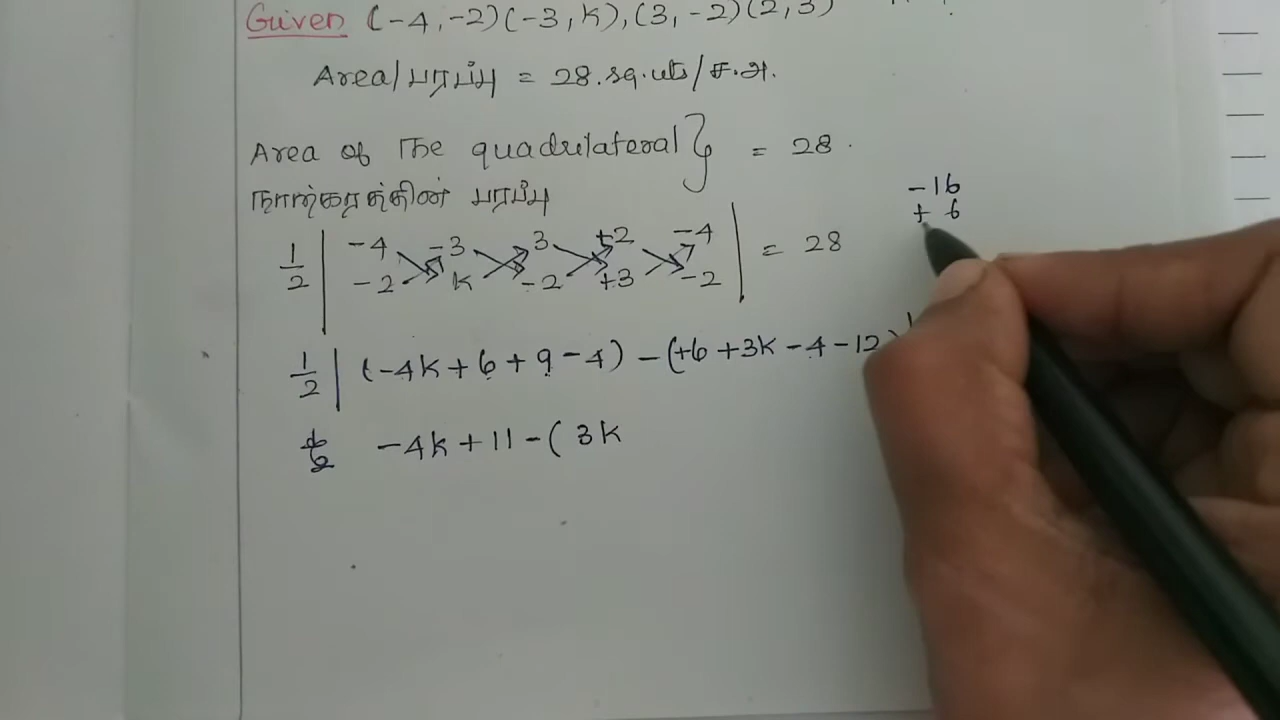 Given (-4,-2)(-3,k),(3,-2)(2,3)
Area/பரப்பு = 28.sq.uts/ச.அ.
Area of The quadrilateral} = 28.
நாற்கரத்தின் பரப்பு
-16
+ 6
1/2 | -4 -3 3 +2 -4 | = 28
-2 k -2 +3 -2
1/2 | (-4k+6+9-4) - (+6+3k-4-12)|
1/2 -4k+11-( 3k